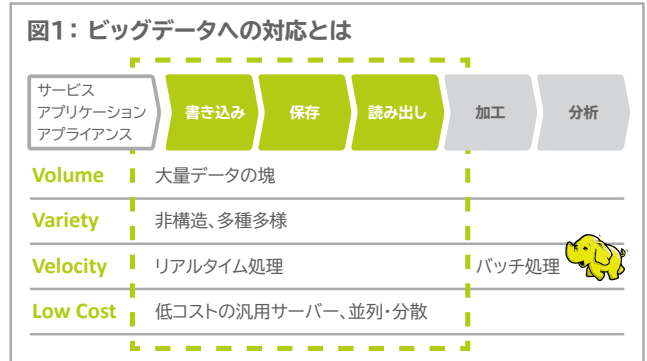 図1： ビッグデータへの対応とは
サービス
アプリケーション
アプライアンス
書き込み
保存
読み出し
加工
分析
Volume 大量データの塊
Variety 非構造、多種多様
Velocity リアルタイム処理 バッチ処理
Low Cost 低コストの汎用サーバー、並列・分散